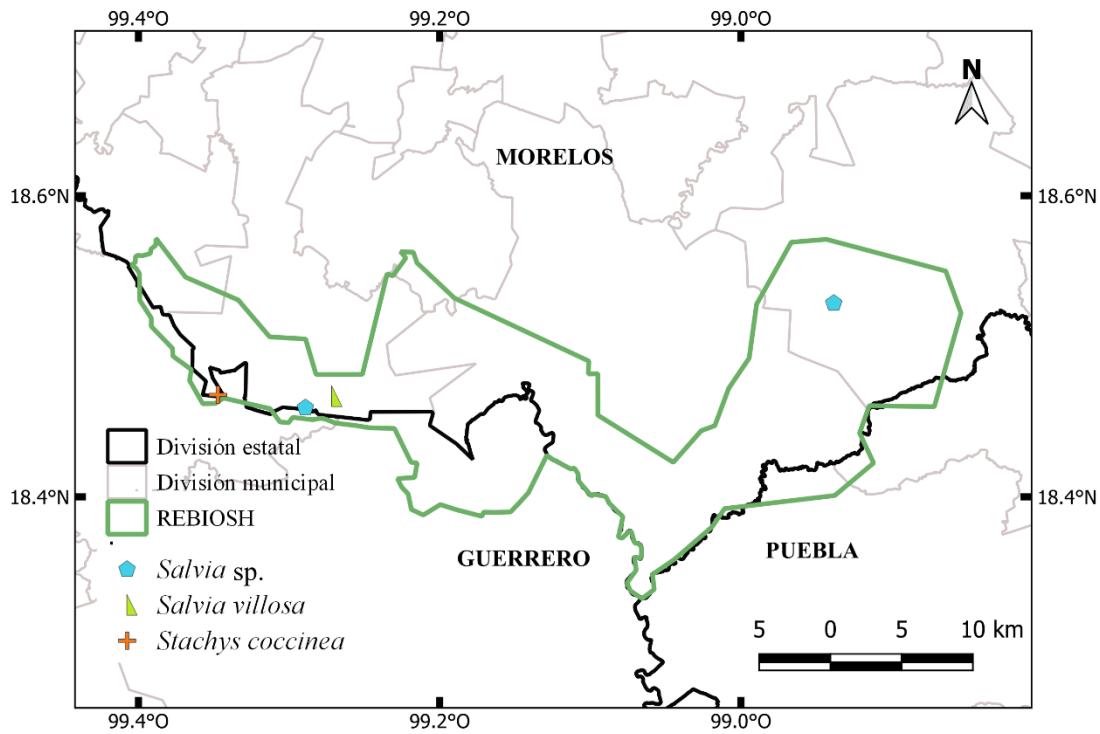 99.4°O 99.2°O 99.0°O
N
MORELOS
18.6°N 18.6°N
División estatal
División municipal
18.4°N 18.4°N
REBIOSH
GUERRERO PUEBLA
Salvia sp.
Salvia villosa
Stachys coccinea
5 0 5 10 km
99.4°O 99.2°O 99.0°O